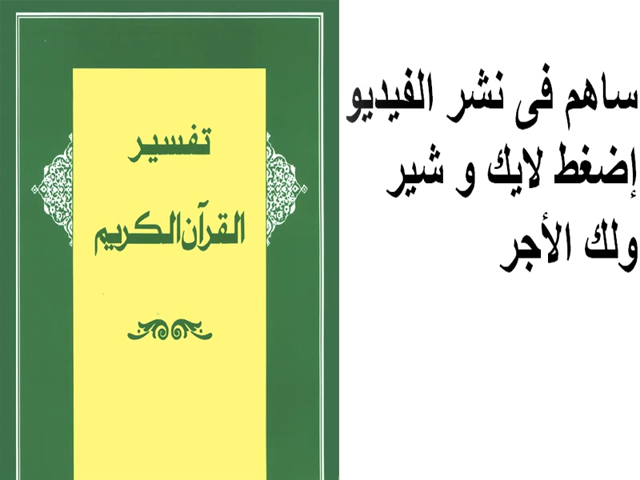 تفسير
القرآن الكريم
ساهم فى نشر الفيديو
إضغط لايك و شير
ولك الأجر